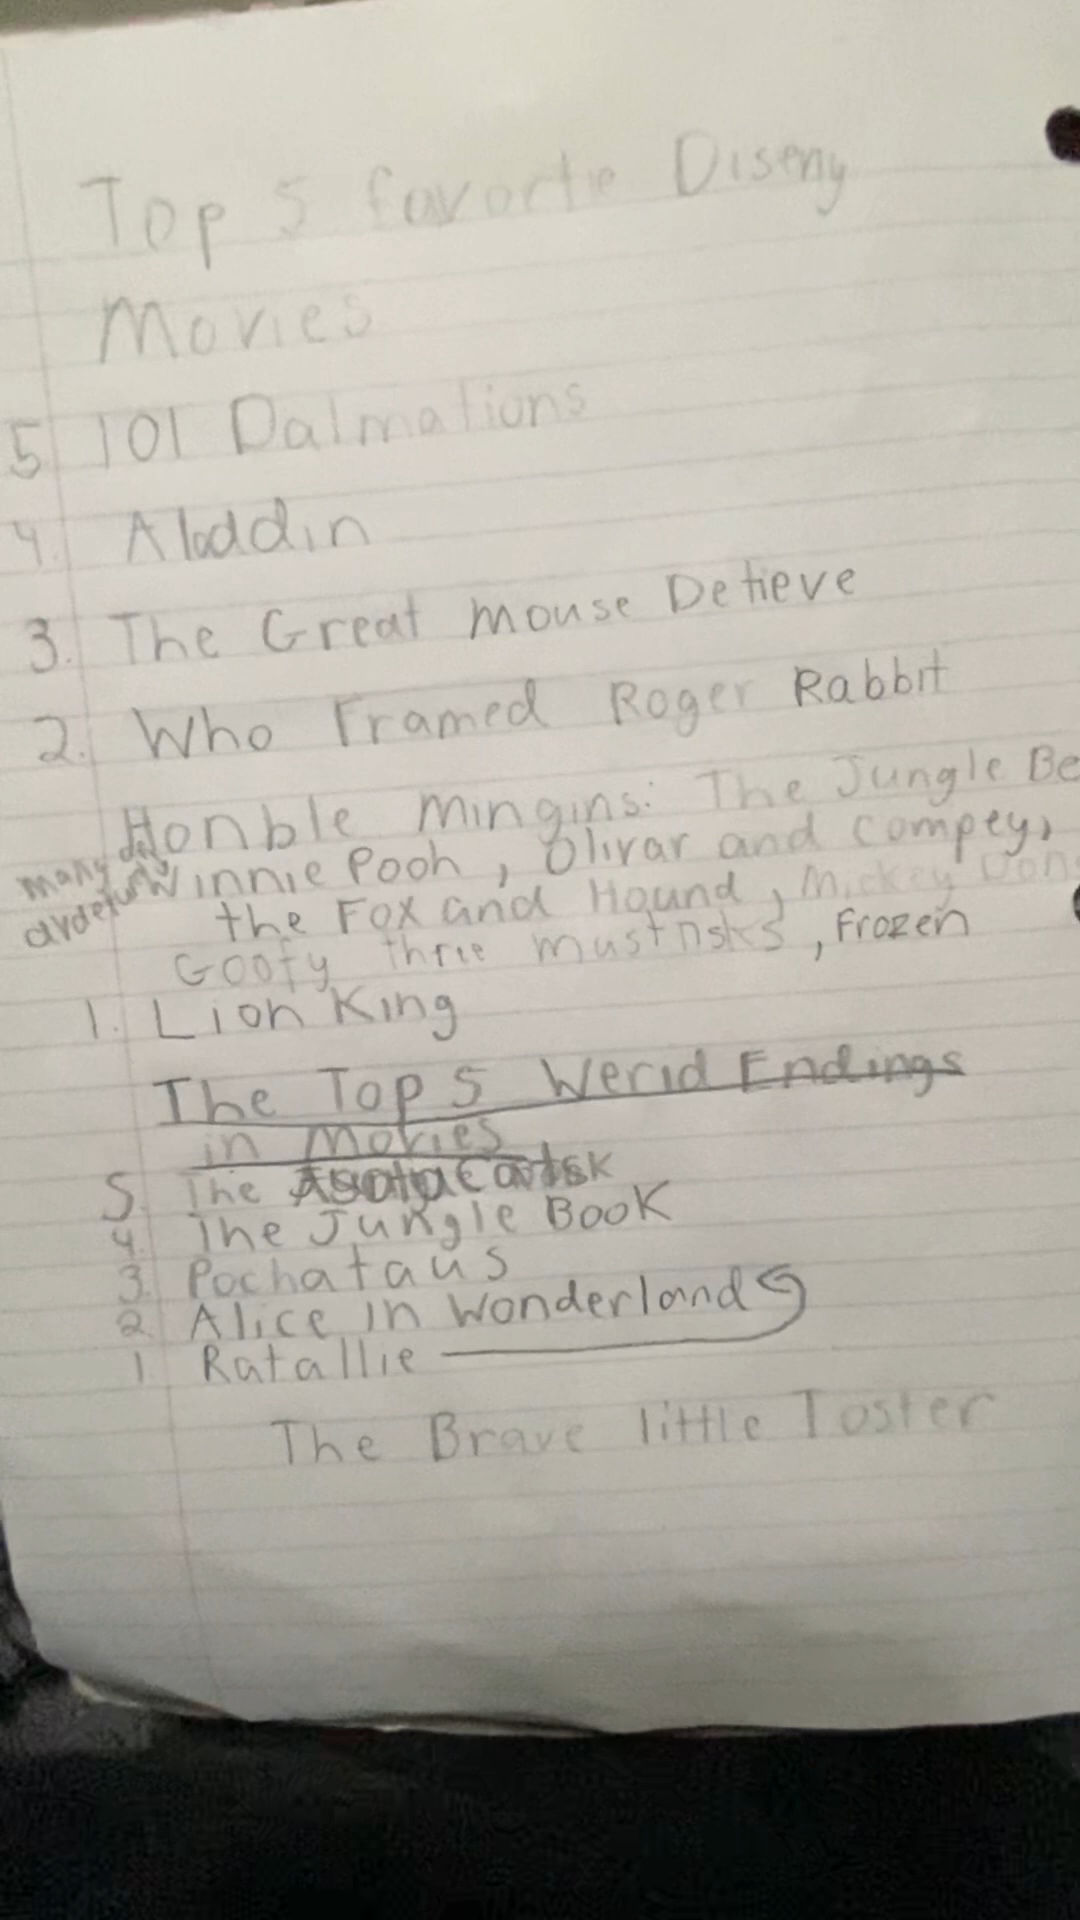 Top 5 favorte Diseny
Movies
5 101 Dalmations
4. Aladdin
3. The Great mouse Detieve
2. Who Framed Roger Rabbit
Honble Mingins: The Jungle Bo
many
Winnie Pooh, Olivar and compey,
the Fox and Hound, Mickey Don
Goofy three mustnsks, Frozen
1. Lion King
The Top 5 Werid Endings
in Movies
5. The
4. The Jungle Book
3. Pochataus
2. Alice in Wonderland
1 Ratallie
The Brave little Toster